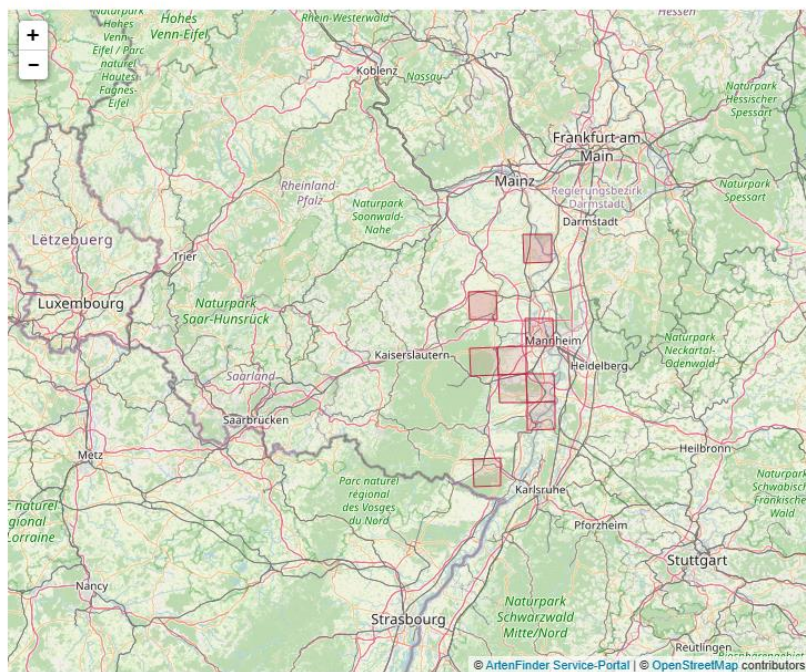 Naturpark
Hohes
Venn-
Eifel / Parc
naturel
Hautes-
Fagnes-
Eifel
Naturpark
Hohes
Venn-Eifel
Rhein-Westerwald
Hessen
+
−
Koblenz
Nassau
Naturpark
Hessischer
Spessart
Frankfurt am
Main
Mainz
Rheinland-
Pfalz
Naturpark
Soonwald-
Nahe
Regierungsbezirk
Darmstadt
Darmstadt
Naturpark
Spessart
Lëtzebuerg
Trier
Luxembourg
Naturpark
Saar-Hunsrück
Kaiserslautern
Mannheim
Heidelberg
Naturpark
Neckartal-
Odenwald
Saarland
Saarbrücken
Metz
Heilbronn
Parc naturel
régional
des Vosges
du Nord
Karlsruhe
Naturpark
Schwäbisch-
Fränkischer
Wald
rc naturel
égional
Lorraine
Pforzheim
Stuttgart
Nancy
Strasbourg
Naturpark
Schwarzwald
Mitte/Nord
Reutlingen
© ArtenFinder Service-Portal | © OpenStreetMap contributors